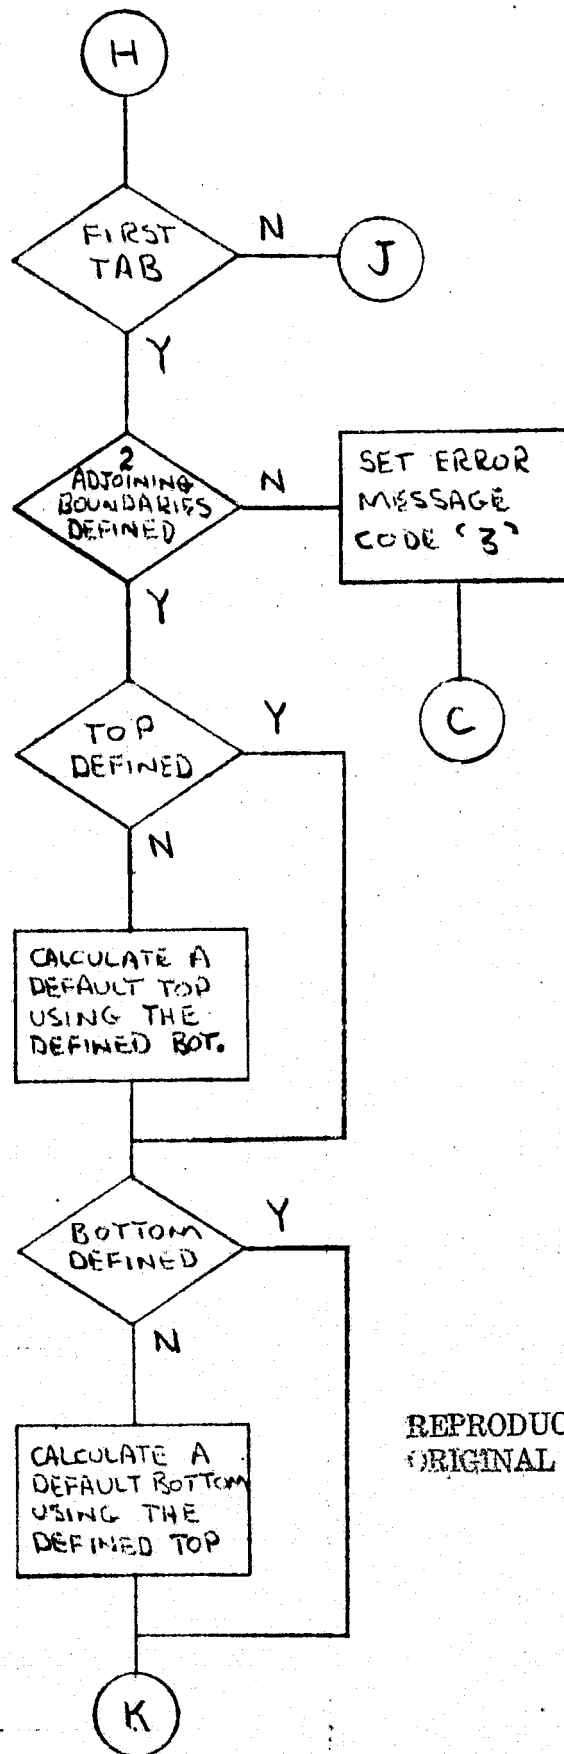 H
FIRST
TAB
N
J
Y
2
ADJOINING
BOUNDARIES
DEFINED
N
SET ERROR
MESSAGE
CODE '3'
Y
C
TOP
DEFINED
Y
N
CALCULATE A
DEFAULT TOP
USING THE
DEFINED BOT.
BOTTOM
DEFINED
Y
N
REPRODUC
ORIGINAL
CALCULATE A
DEFAULT BOTTOM
USING THE
DEFINED TOP
K